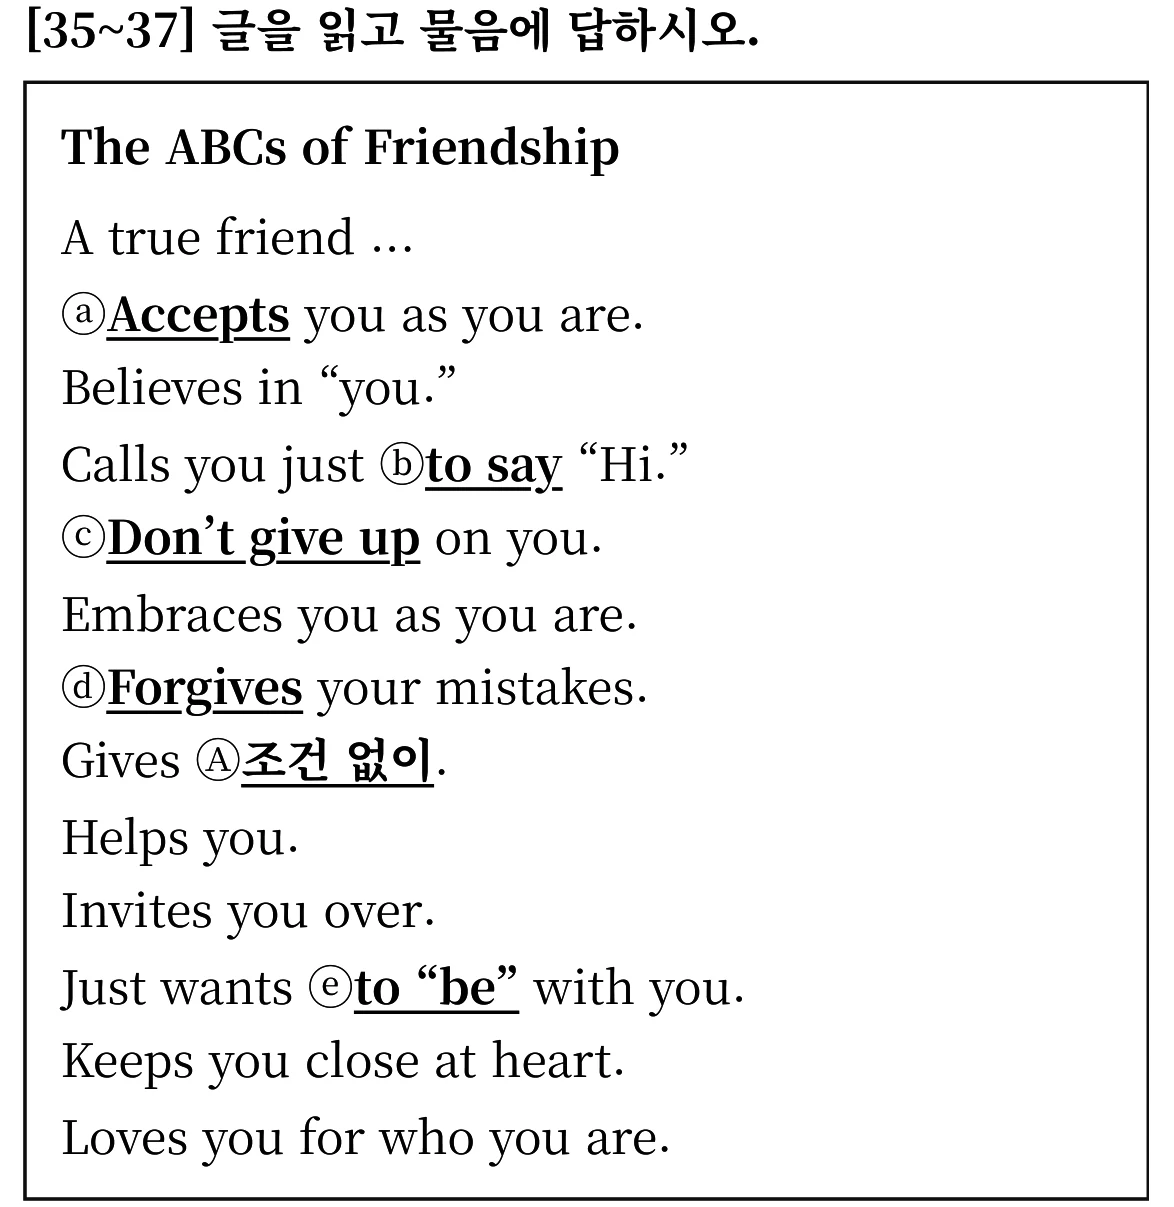 [35~37] 글을 읽고 물음에 답하시오.
The ABCs of Friendship
A true friend …
ⓐAccepts you as you are.
Believes in “you.”
Calls you just ⓑto say “Hi.”
ⓒDon’t give up on you.
Embraces you as you are.
ⓓForgives your mistakes.
Gives Ⓐ조건 없이.
Helps you.
Invites you over.
Just wants ⓔto “be” with you.
Keeps you close at heart.
Loves you for who you are.